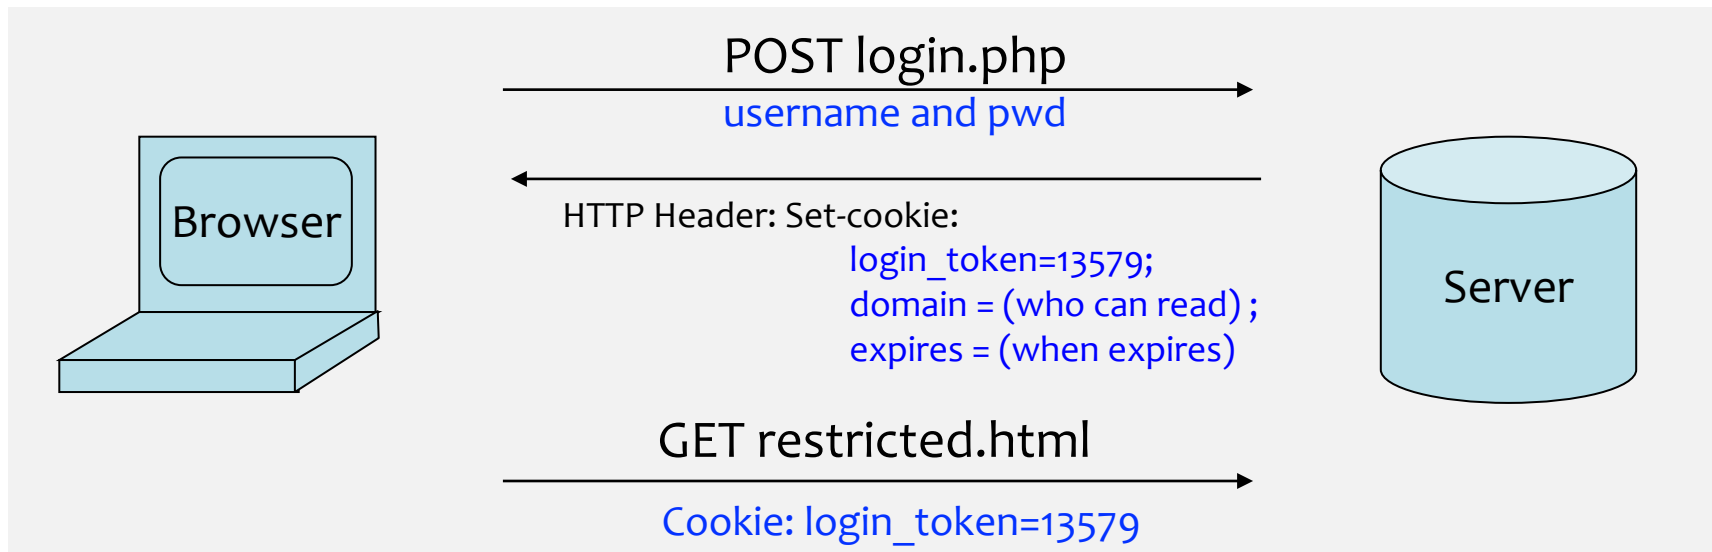 POST login.php
username and pwd
Browser
HTTP Header: Set-cookie:
login_token=13579;
domain = (who can read) ;
expires = (when expires)
Server
GET restricted.html
Cookie: login_token=13579